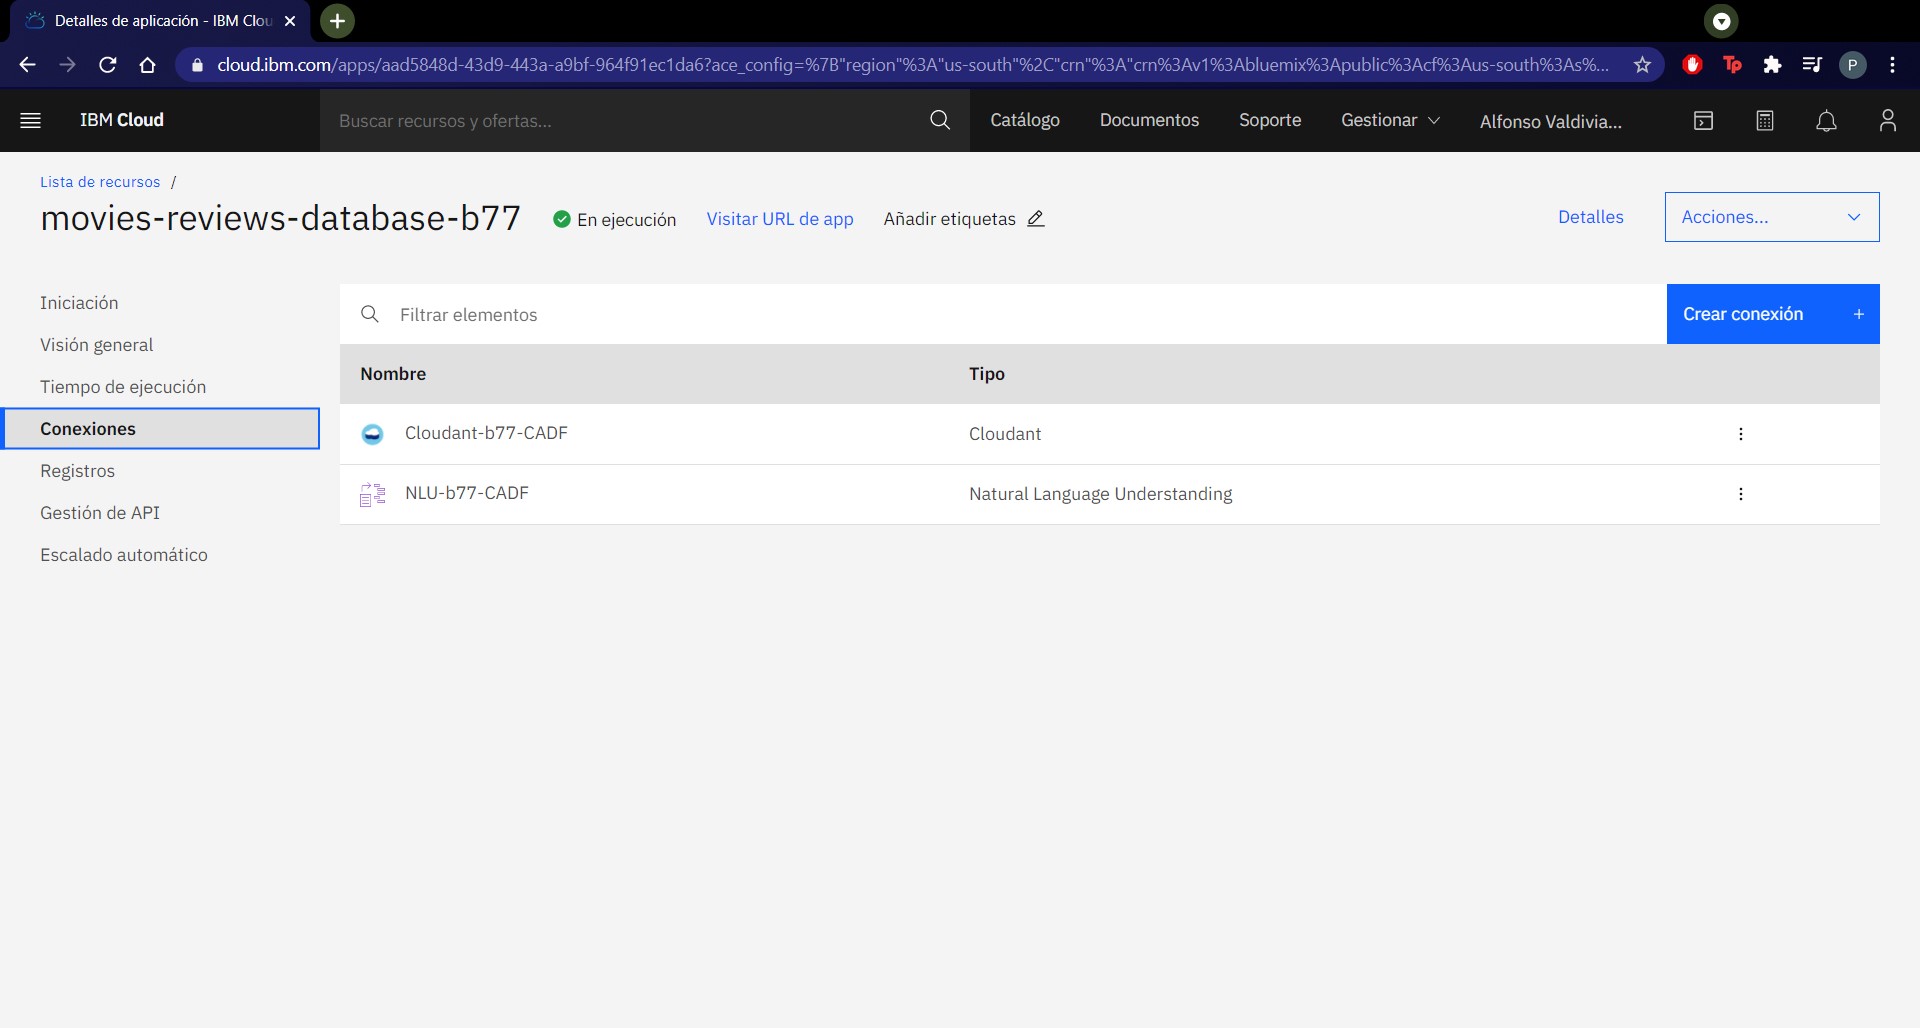 Detalles de aplicación - IBM Clou
cloud.ibm.com/apps/aad5848d-43d9-443a-a9bf-964f91ec1da6?ace_config=%7B"region"%3A"us-south"%2C"crn"%3A"crn%3Av1%3Abluemix%3Apublic%3Acf%3Aus-south%3As%...
Tp
P
IBM Cloud
Buscar recursos y ofertas...
Catálogo
Documentos
Soporte
Gestionar
Alfonso Valdivia...
Lista de recursos /
movies-reviews-database-b77
En ejecución
Visitar URL de app
Añadir etiquetas
Detalles
Acciones...
Iniciación
Visión general
Tiempo de ejecución
Conexiones
Registros
Gestión de API
Escalado automático
Filtrar elementos
Crear conexión +
Nombre Tipo
Cloudant-b77-CADF Cloudant
NLU-b77-CADF Natural Language Understanding